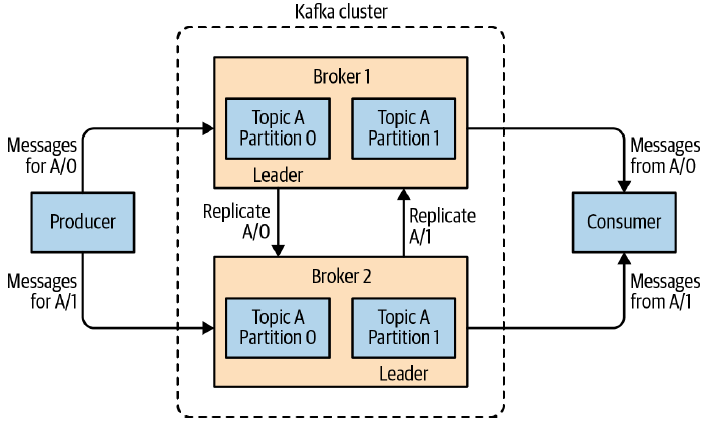 Kafka cluster
Broker 1
Topic A
Partition 0
Topic A
Partition 1
Leader
Messages
for A/0
Messages
from A/0
Producer
Replicate
A/0
Replicate
A/1
Consumer
Messages
for A/1
Messages
from A/1
Broker 2
Topic A
Partition 0
Topic A
Partition 1
Leader